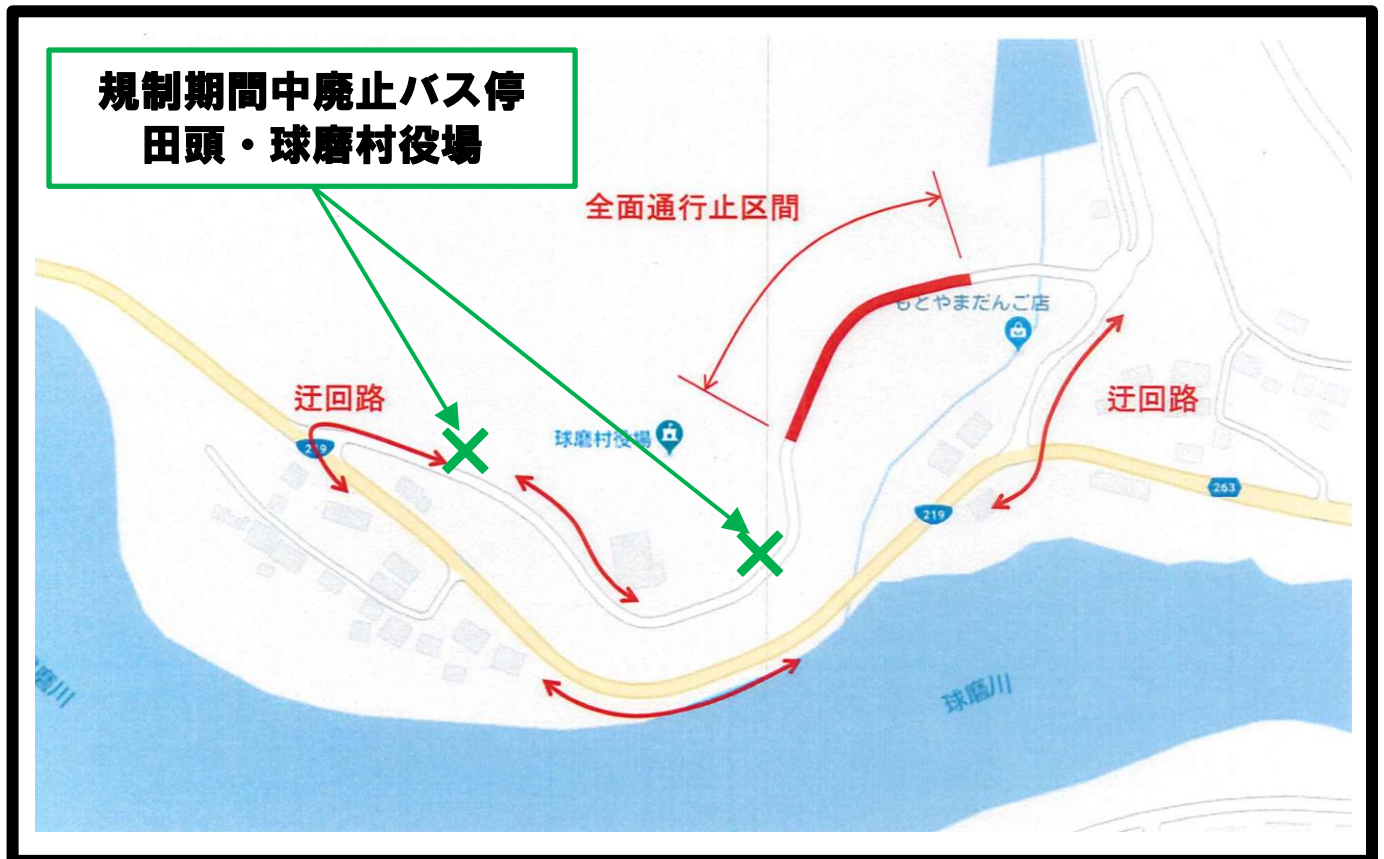 規制期間中廃止バス停
田頭・球磨村役場
全面通行止区間
もとやまだんご店
迂回路
迂回路
球磨村役場
219
263
219
球磨川
磨川